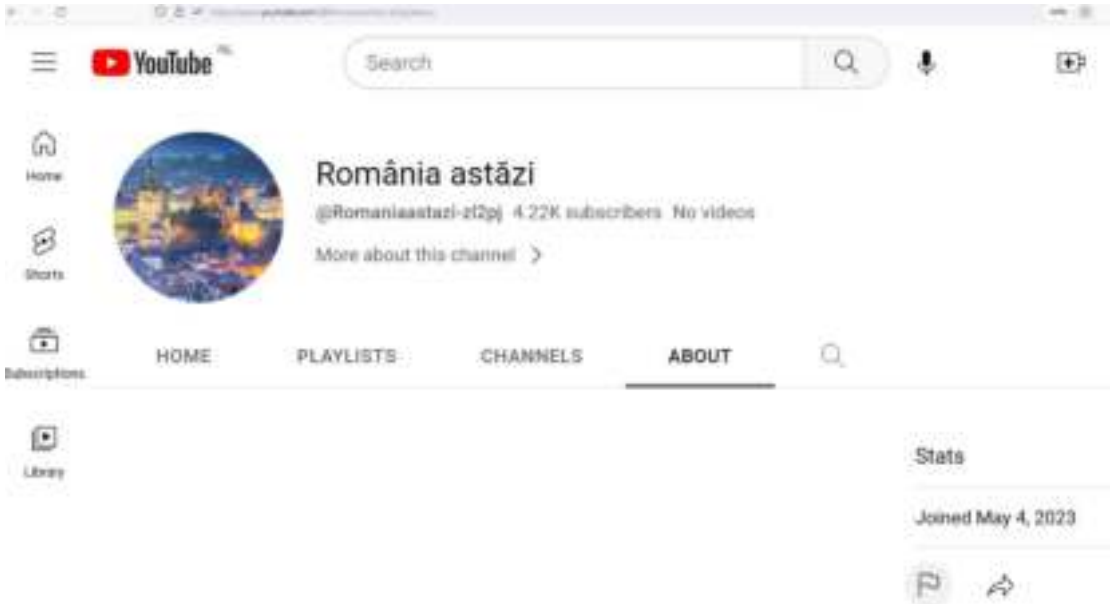 YouTube
Search
Home
România astăzi
@Romaniaastazi-zl2pj 4.22K subscribers No videos
More about this channel
Shorts
HOME PLAYLISTS CHANNELS ABOUT
Subscriptions
Library
Stats
Joined May 4, 2023